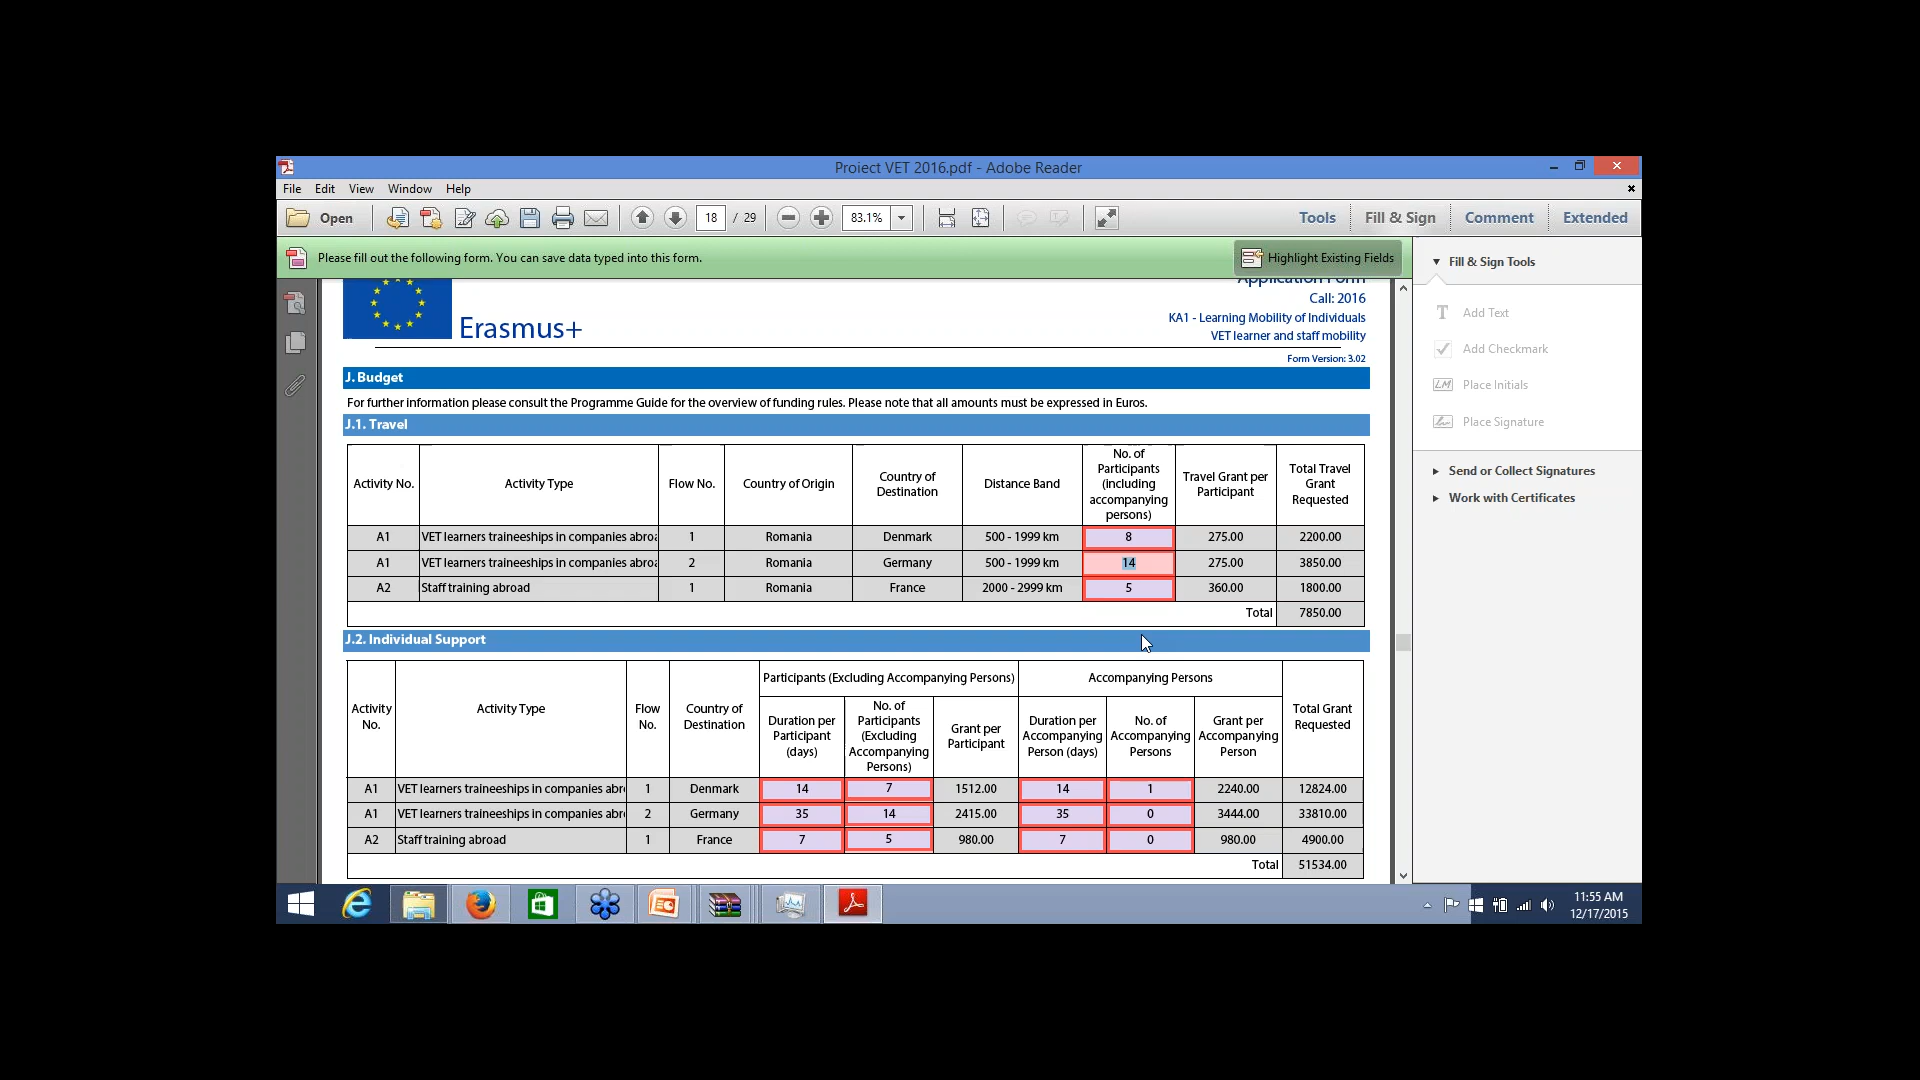 Project VET 2016.pdf - Adobe Reader
File Edit View Window Help
Open 18 / 29 83.1% Tools Fill & Sign Comment Extended
Please fill out the following form. You can save data typed into this form. Highlight Existing Fields
Fill & Sign Tools
Add Text
Add Checkmark
Place Initials
Place Signature
Send or Collect Signatures
Work with Certificates
Application Form
Call: 2016
KA1 - Learning Mobility of Individuals
VET learner and staff mobility
Erasmus+
Form Version: 3.02
J. Budget
For further information please consult the Programme Guide for the overview of funding rules. Please note that all amounts must be expressed in Euros.
J.1. Travel
Activity No. Activity Type Flow No. Country of Origin Country of Destination Distance Band No. of Participants (including accompanying persons) Travel Grant per Participant Total Travel Grant Requested
A1 VET learners traineeships in companies abroa 1 Romania Denmark 500 - 1999 km 8 275.00 2200.00
A1 VET learners traineeships in companies abroa 2 Romania Germany 500 - 1999 km 14 275.00 3850.00
A2 Staff training abroad 1 Romania France 2000 - 2999 km 5 360.00 1800.00
Total 7850.00
J.2. Individual Support
Participants (Excluding Accompanying Persons) Accompanying Persons
Activity No. Activity Type Flow No. Country of Destination Duration per Participant (days) No. of Participants (Excluding Accompanying Persons) Grant per Participant Duration per Accompanying Person (days) No. of Accompanying Persons Grant per Accompanying Person Total Grant Requested
A1 VET learners traineeships in companies abr 1 Denmark 14 7 1512.00 14 1 2240.00 12824.00
A1 VET learners traineeships in companies abr 2 Germany 35 14 2415.00 35 0 3444.00 33810.00
A2 Staff training abroad 1 France 7 5 980.00 7 0 980.00 4900.00
Total 51534.00
11:55 AM
12/17/2015